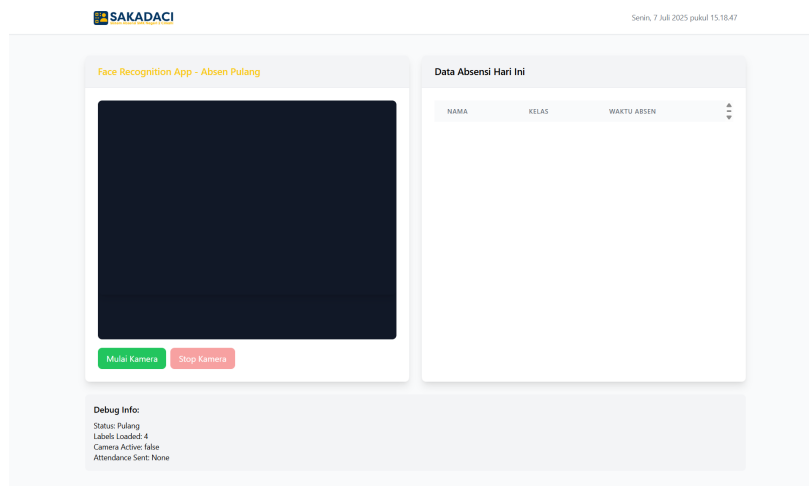 SAKADACI
Senin, 7 Juli 2025 pukul 15.18.47
Face Recognition App - Absen Pulang
Data Absensi Hari Ini
NAMA KELAS WAKTU ABSEN
Mulai Kamera Stop Kamera
Debug Info:
Status: Pulang
Labels Loaded: 4
Camera Active: false
Attendance Sent: None